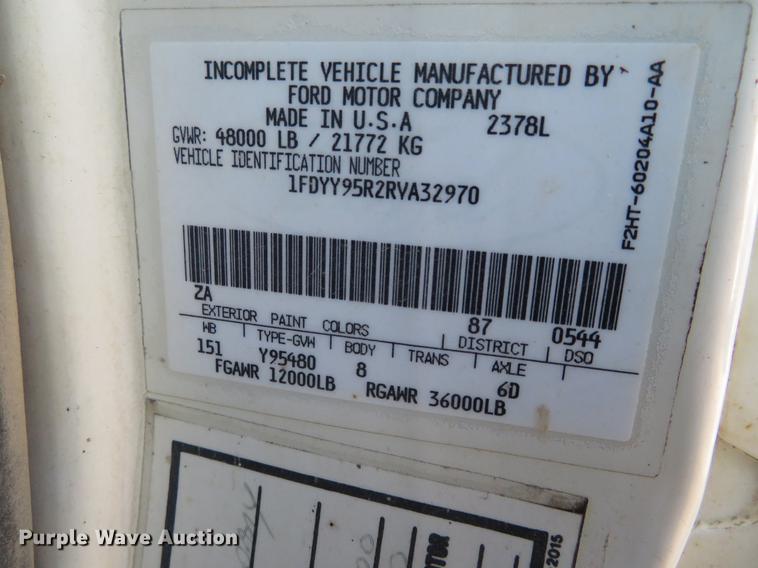 INCOMPLETE VEHICLE MANUFACTURED BY
FORD MOTOR COMPANY
MADE IN U.S.A 2378L
GVWR: 48000 LB / 21772 KG
VEHICLE IDENTIFICATION NUMBER
1FDYY95R2RVA32970
F2HT-60204A10-AA
ZA 87 0544
EXTERIOR PAINT COLORS DISTRICT DSO
WB TYPE-GVW BODY TRANS AXLE
151 Y95480 8 6D
FGAWR 12000LB RGAWR 36000LB
2015
Purple Wave Auction